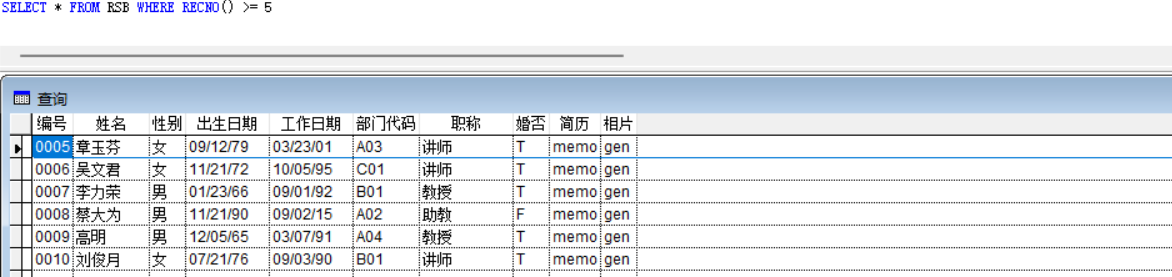 SELECT * FROM RSB WHERE RECNO() >= 5
查询
编号 姓名 性别 出生日期 工作日期 部门代码 职称 婚否 简历 相片
0005 章玉芬 女 09/12/79 03/23/01 A03 讲师 T memo gen
0006 吴文君 女 11/21/72 10/05/95 C01 讲师 T memo gen
0007 李力荣 男 01/23/66 09/01/92 B01 教授 T memo gen
0008 蔡大为 男 11/21/90 09/02/15 A02 助教 F memo gen
0009 高明 男 12/05/65 03/07/91 A04 教授 T memo gen
0010 刘俊月 女 07/21/76 09/03/90 B01 讲师 T memo gen